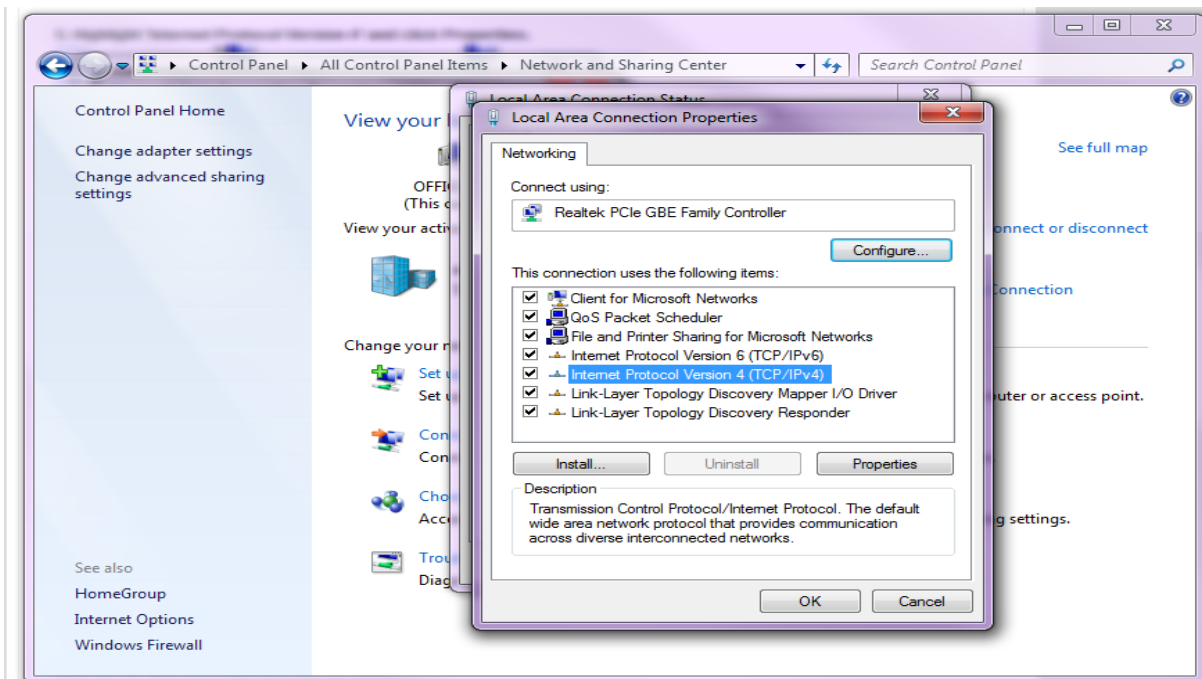 Control Panel ▸ All Control Panel Items ▸ Network and Sharing Center
Search Control Panel
Control Panel Home
Change adapter settings
Change advanced sharing
settings
See also
HomeGroup
Internet Options
Windows Firewall
View your
See full map
OFFI
(This
View your activ
onnect or disconnect
Connection
Change your n
Set u
Set u
uter or access point.
Con
Con
Cho
Acce
g settings.
Trou
Diag
Local Area Connection Status
Local Area Connection Properties
Networking
Connect using:
Realtek PCIe GBE Family Controller
Configure...
This connection uses the following items:
Client for Microsoft Networks
QoS Packet Scheduler
File and Printer Sharing for Microsoft Networks
Internet Protocol Version 6 (TCP/IPv6)
Internet Protocol Version 4 (TCP/IPv4)
Link-Layer Topology Discovery Mapper I/O Driver
Link-Layer Topology Discovery Responder
Install...
Uninstall
Properties
Description
Transmission Control Protocol/Internet Protocol. The default
wide area network protocol that provides communication
across diverse interconnected networks.
OK
Cancel